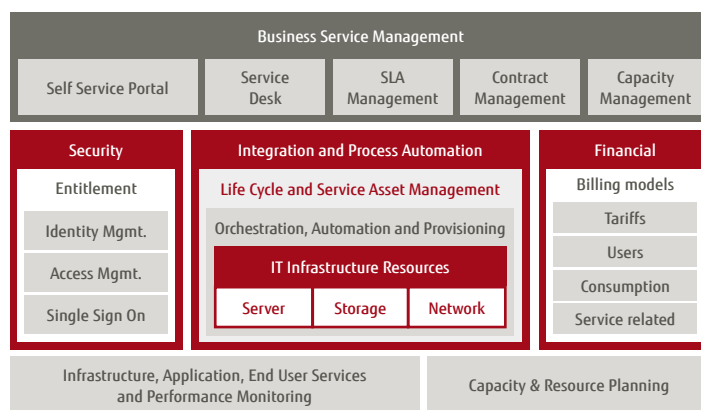 Business Service Management
Self Service Portal
Service
Desk
SLA
Management
Contract
Management
Capacity
Management
Security
Entitlement
Identity Mgmt.
Access Mgmt.
Single Sign On
Integration and Process Automation
Life Cycle and Service Asset Management
Orchestration, Automation and Provisioning
IT Infrastructure Resources
Server
Storage
Network
Financial
Billing models
Tariffs
Users
Consumption
Service related
Infrastructure, Application, End User Services
and Performance Monitoring
Capacity & Resource Planning